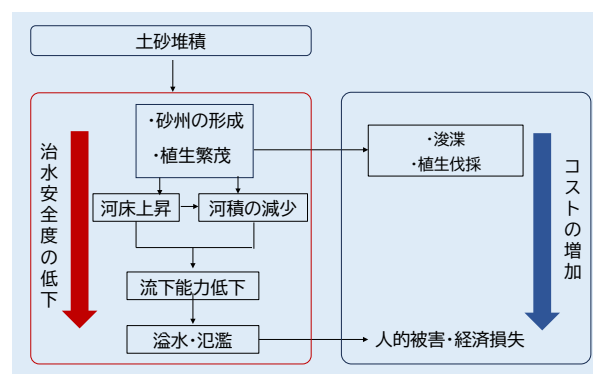 土砂堆積
・砂州の形成
・植生繁茂
河床上昇
河積の減少
流下能力低下
溢水・氾濫
治水安全度の低下
・浚渫
・植生伐採
人的被害・経済損失
コストの増加